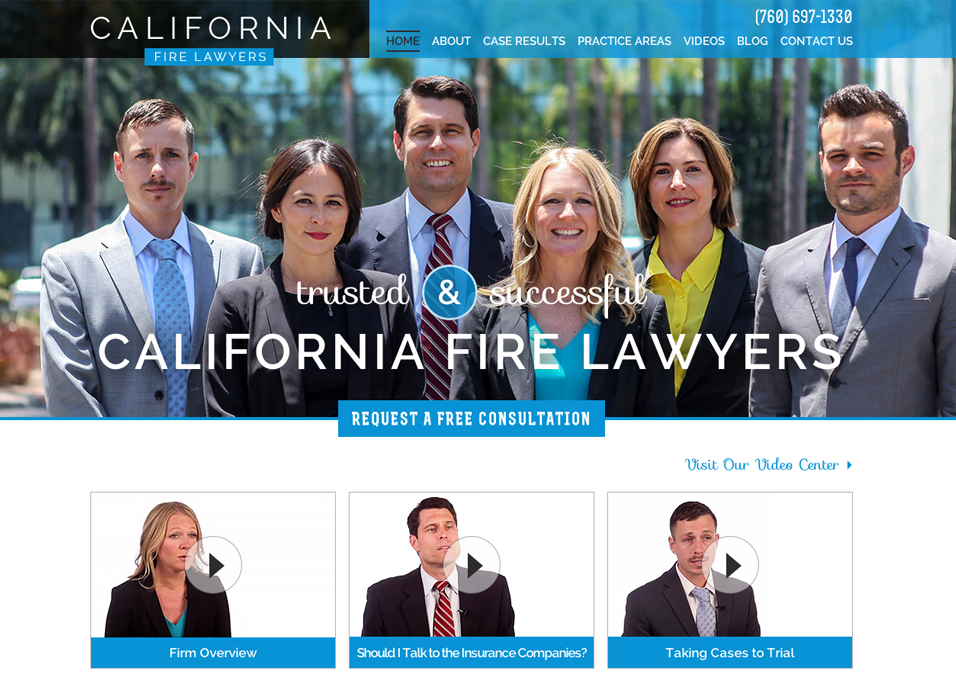 CALIFORNIA
FIRE LAWYERS
(760) 697-1330
HOME ABOUT CASE RESULTS PRACTICE AREAS VIDEOS BLOG CONTACT US
trusted & successful
CALIFORNIA FIRE LAWYERS
REQUEST A FREE CONSULTATION
Visit Our Video Center
Firm Overview
Should I Talk to the Insurance Companies?
Taking Cases to Trial